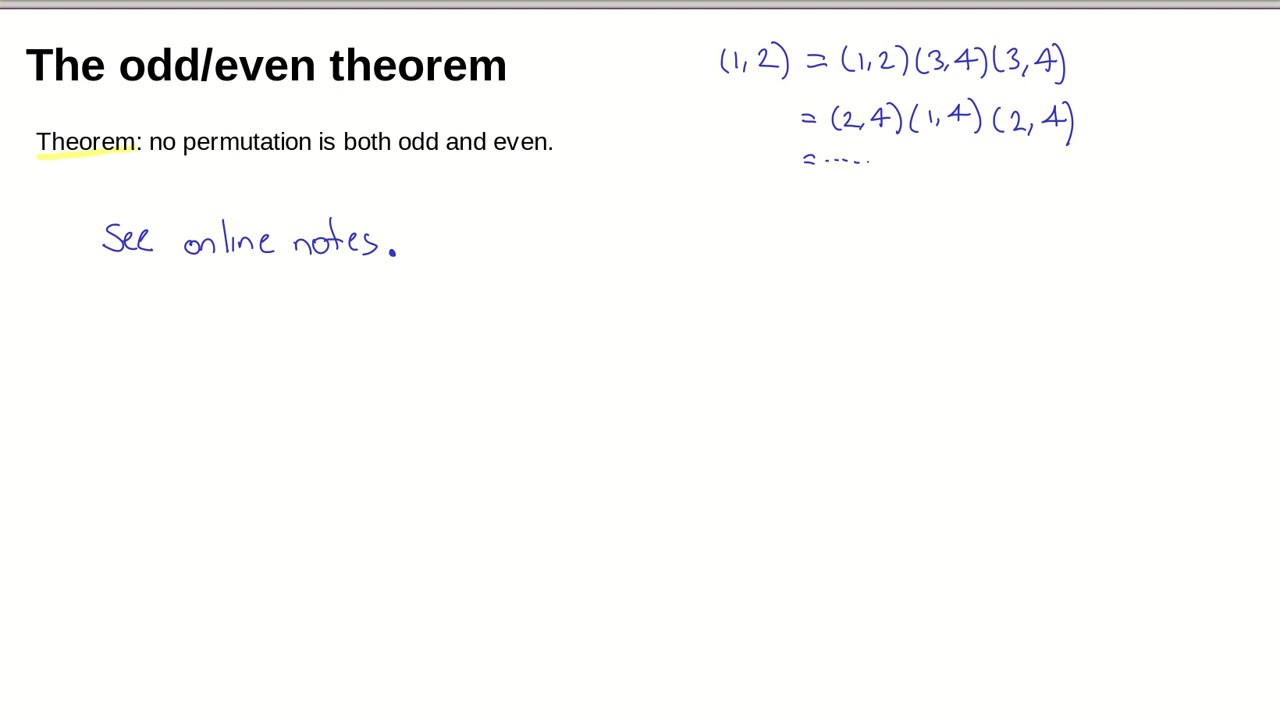 The odd/even theorem
Theorem: no permutation is both odd and even.
See online notes.
(1,2) = (1,2)(3,4)(3,4)
= (2,4)(1,4)(2,4)
= .....